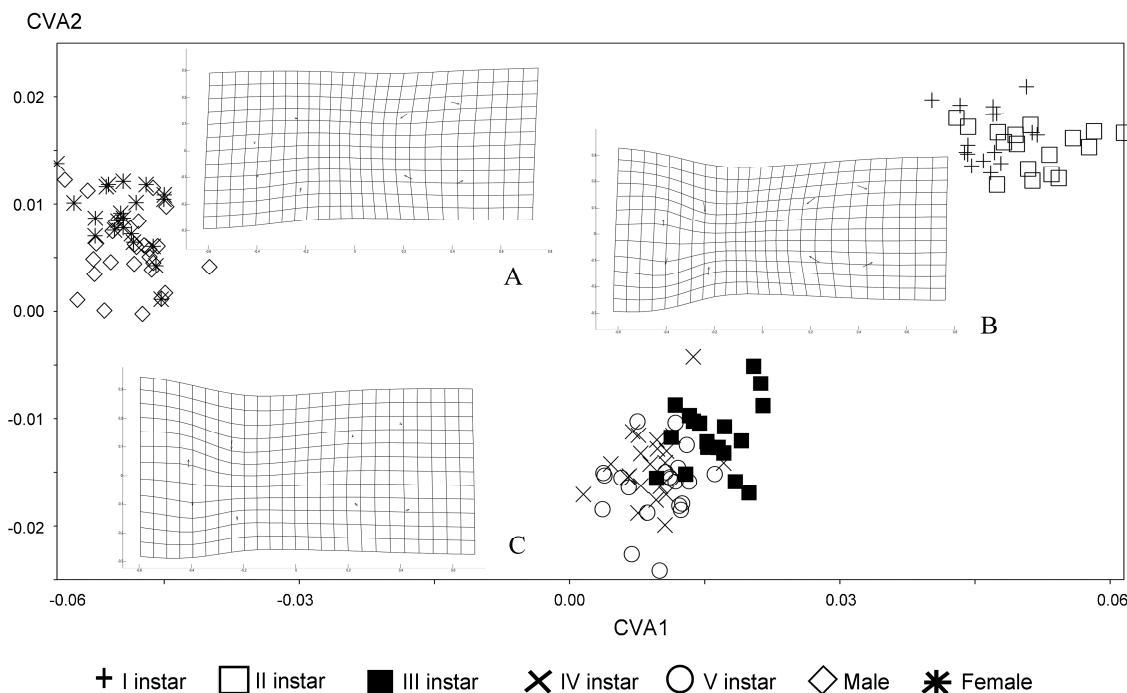 CVA2
0.02
0.01
0.00
-0.01
-0.02
A
B
C
-0.06
-0.03
0.00
0.03
0.06
CVA1
I instar
II instar
III instar
IV instar
V instar
Male
Female